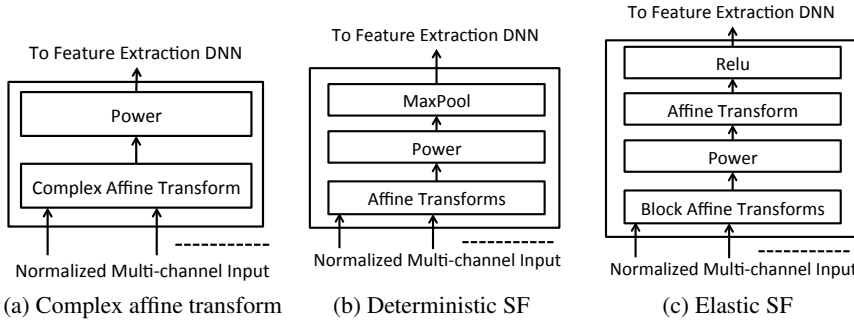 To Feature Extraction DNN
Power
Complex Affine Transform
Normalized Multi-channel Input
(a) Complex affine transform
To Feature Extraction DNN
MaxPool
Power
Affine Transforms
Normalized Multi-channel Input
(b) Deterministic SF
To Feature Extraction DNN
Relu
Affine Transform
Power
Block Affine Transforms
Normalized Multi-channel Input
(c) Elastic SF